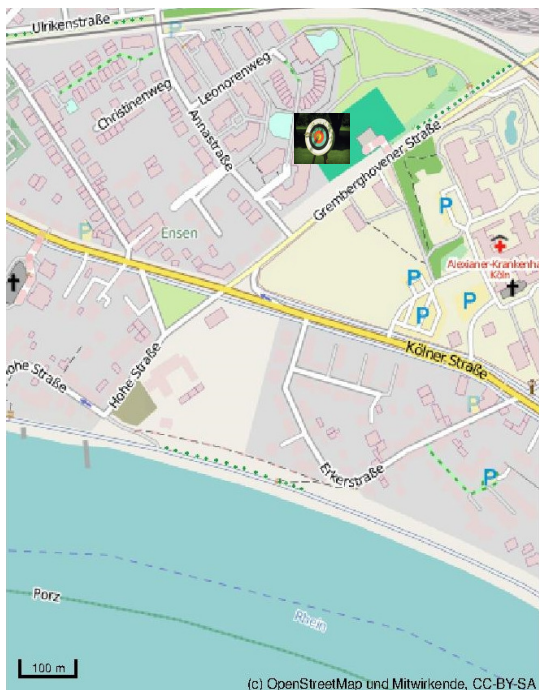 Ulrikenstraße
P
Leonorenweg
Christinenweg
Annastraße
Gremberghovener Straße
P
P
Ensen
Alexianer-Krankenha
Köln
P
P
P
P
Kölner Straße
Hohe Straße
Hohe Straße
P
Erkerstraße
P
Porz
Rhein
100 m
(c) OpenStreetMap und Mitwirkende, CC-BY-SA